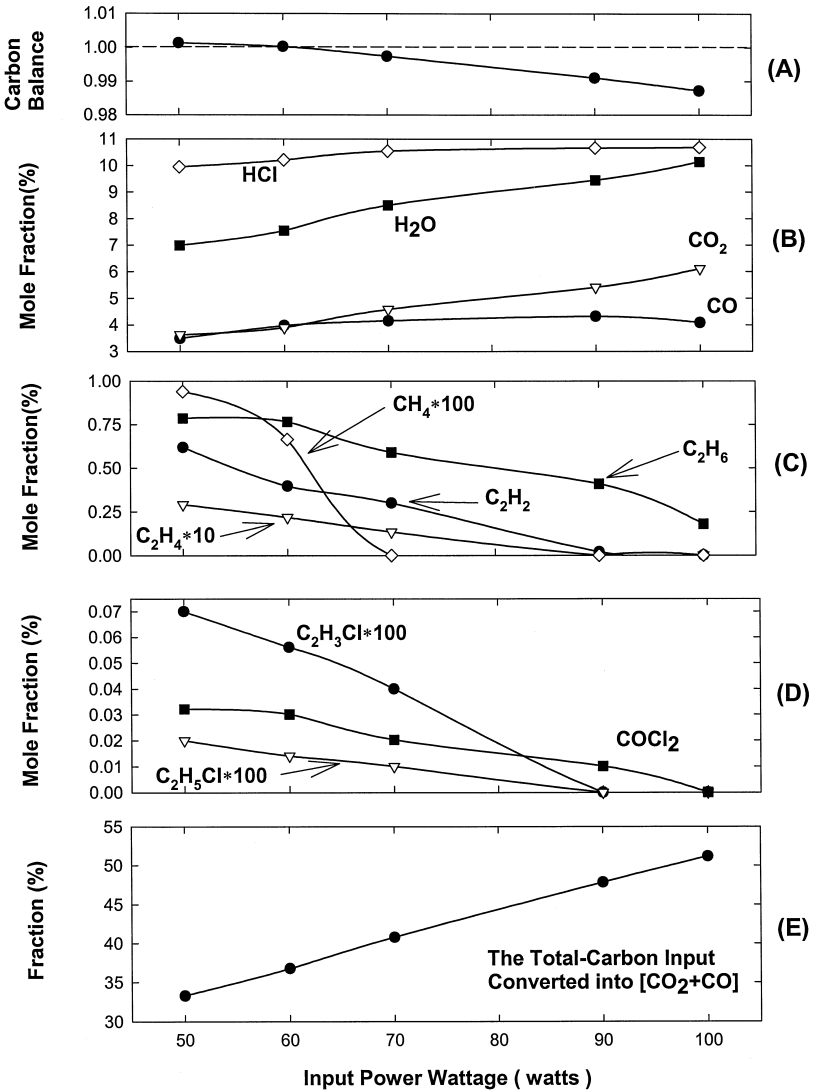 1.01
1.00
0.99
0.98
Carbon
Balance
(A)
11
10
9
8
7
6
5
4
3
Mole Fraction(%)
HCl
H2O
CO2
CO
(B)
1.00
0.75
0.50
0.25
0.00
Mole Fraction(%)
CH4*100
C2H6
C2H2
C2H4*10
(C)
0.07
0.06
0.05
0.04
0.03
0.02
0.01
0.00
Mole Fraction (%)
C2H3Cl*100
COCl2
C2H5Cl*100
(D)
55
50
45
40
35
30
Fraction (%)
The Total-Carbon Input
Converted into [CO2+CO]
(E)
50 60 70 80 90 100
Input Power Wattage ( watts )